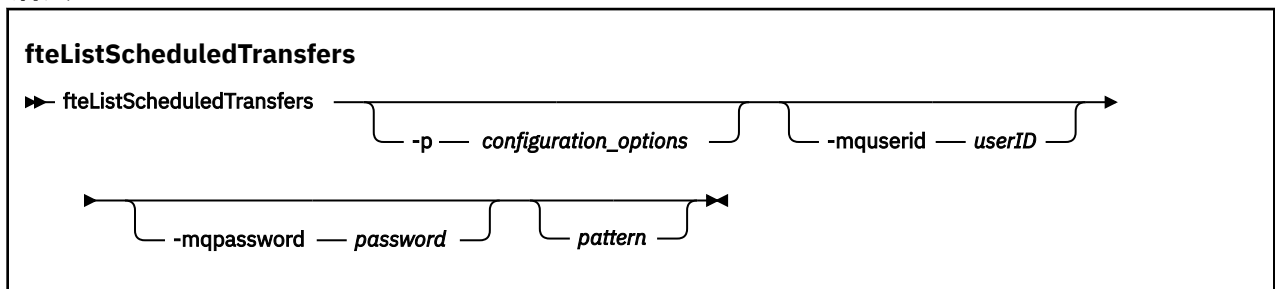 fteListScheduledTransfers
fteListScheduledTransfers
-p configuration_options -mquserid userID
-mqpassword password pattern